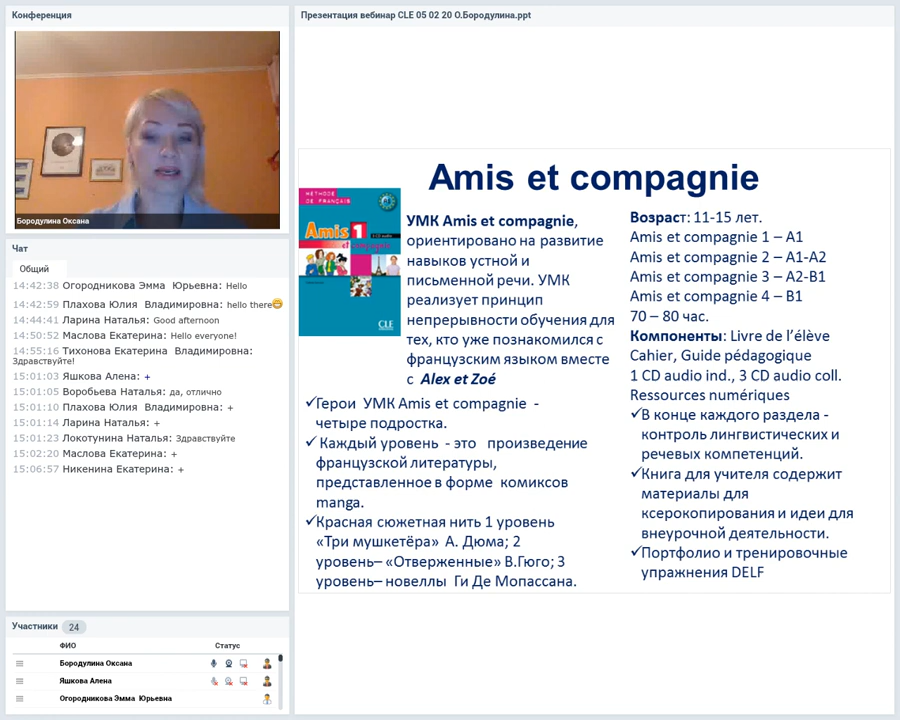 Конференция
Бородулина Оксана
Чат
Общий
14:42:38 Огородникова Эмма Юрьевна: Hello
14:42:59 Плахова Юлия Владимировна: hello there
14:44:41 Ларина Наталья: Good afternoon
14:50:52 Маслова Екатерина: Hello everyone!
14:55:16 Тихонова Екатерина Владимировна:
Здравствуйте!
15:01:03 Яшкова Алена: +
15:01:05 Воробьева Наталья: да, отлично
15:01:10 Плахова Юлия Владимировна: +
15:01:14 Ларина Наталья: +
15:01:23 Локотунина Наталья: Здравствуйте
15:02:20 Маслова Екатерина: +
15:06:57 Никенина Екатерина: +
Участники 24
ФИО Статус
Бородулина Оксана
Яшкова Алена
Огородникова Эмма Юрьевна
Презентация вебинар CLE 05 02 20 О.Бородулина.ppt
Amis et compagnie
MÉTHODE DE FRANÇAIS
Amis 1
et compagnie
CLE
УМК Amis et compagnie,
ориентировано на развитие
навыков устной и
письменной речи. УМК
реализует принцип
непрерывности обучения для
тех, кто уже познакомился с
французским языком вместе
с Alex et Zoé
✓Герои УМК Amis et compagnie -
четыре подростка.
✓ Каждый уровень - это произведение
французской литературы,
представленное в форме комиксов
manga.
✓Красная сюжетная нить 1 уровень
«Три мушкетёра» А. Дюма; 2
уровень– «Отверженные» В.Гюго; 3
уровень– новеллы Ги Де Мопассана.
Возраст: 11-15 лет.
Amis et compagnie 1 – A1
Amis et compagnie 2 – A1-A2
Amis et compagnie 3 – A2-B1
Amis et compagnie 4 – B1
70 – 80 час.
Компоненты: Livre de l’élève
Cahier, Guide pédagogique
1 CD audio ind., 3 CD audio coll.
Ressources numériques
✓В конце каждого раздела -
контроль лингвистических и
речевых компетенций.
✓Книга для учителя содержит
материалы для
ксерокопирования и идеи для
внеурочной деятельности.
✓Портфолио и тренировочные
упражнения DELF